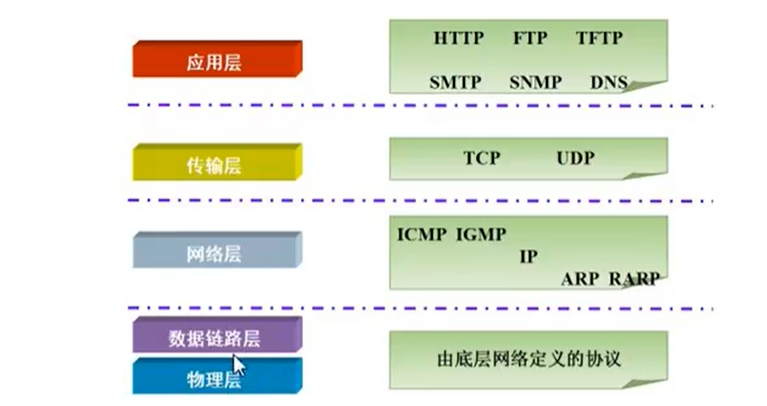 应用层
HTTP FTP TFTP
SMTP SNMP DNS
传输层
TCP UDP
网络层
ICMP IGMP
IP
ARP RARP
数据链路层
物理层
由底层网络定义的协议